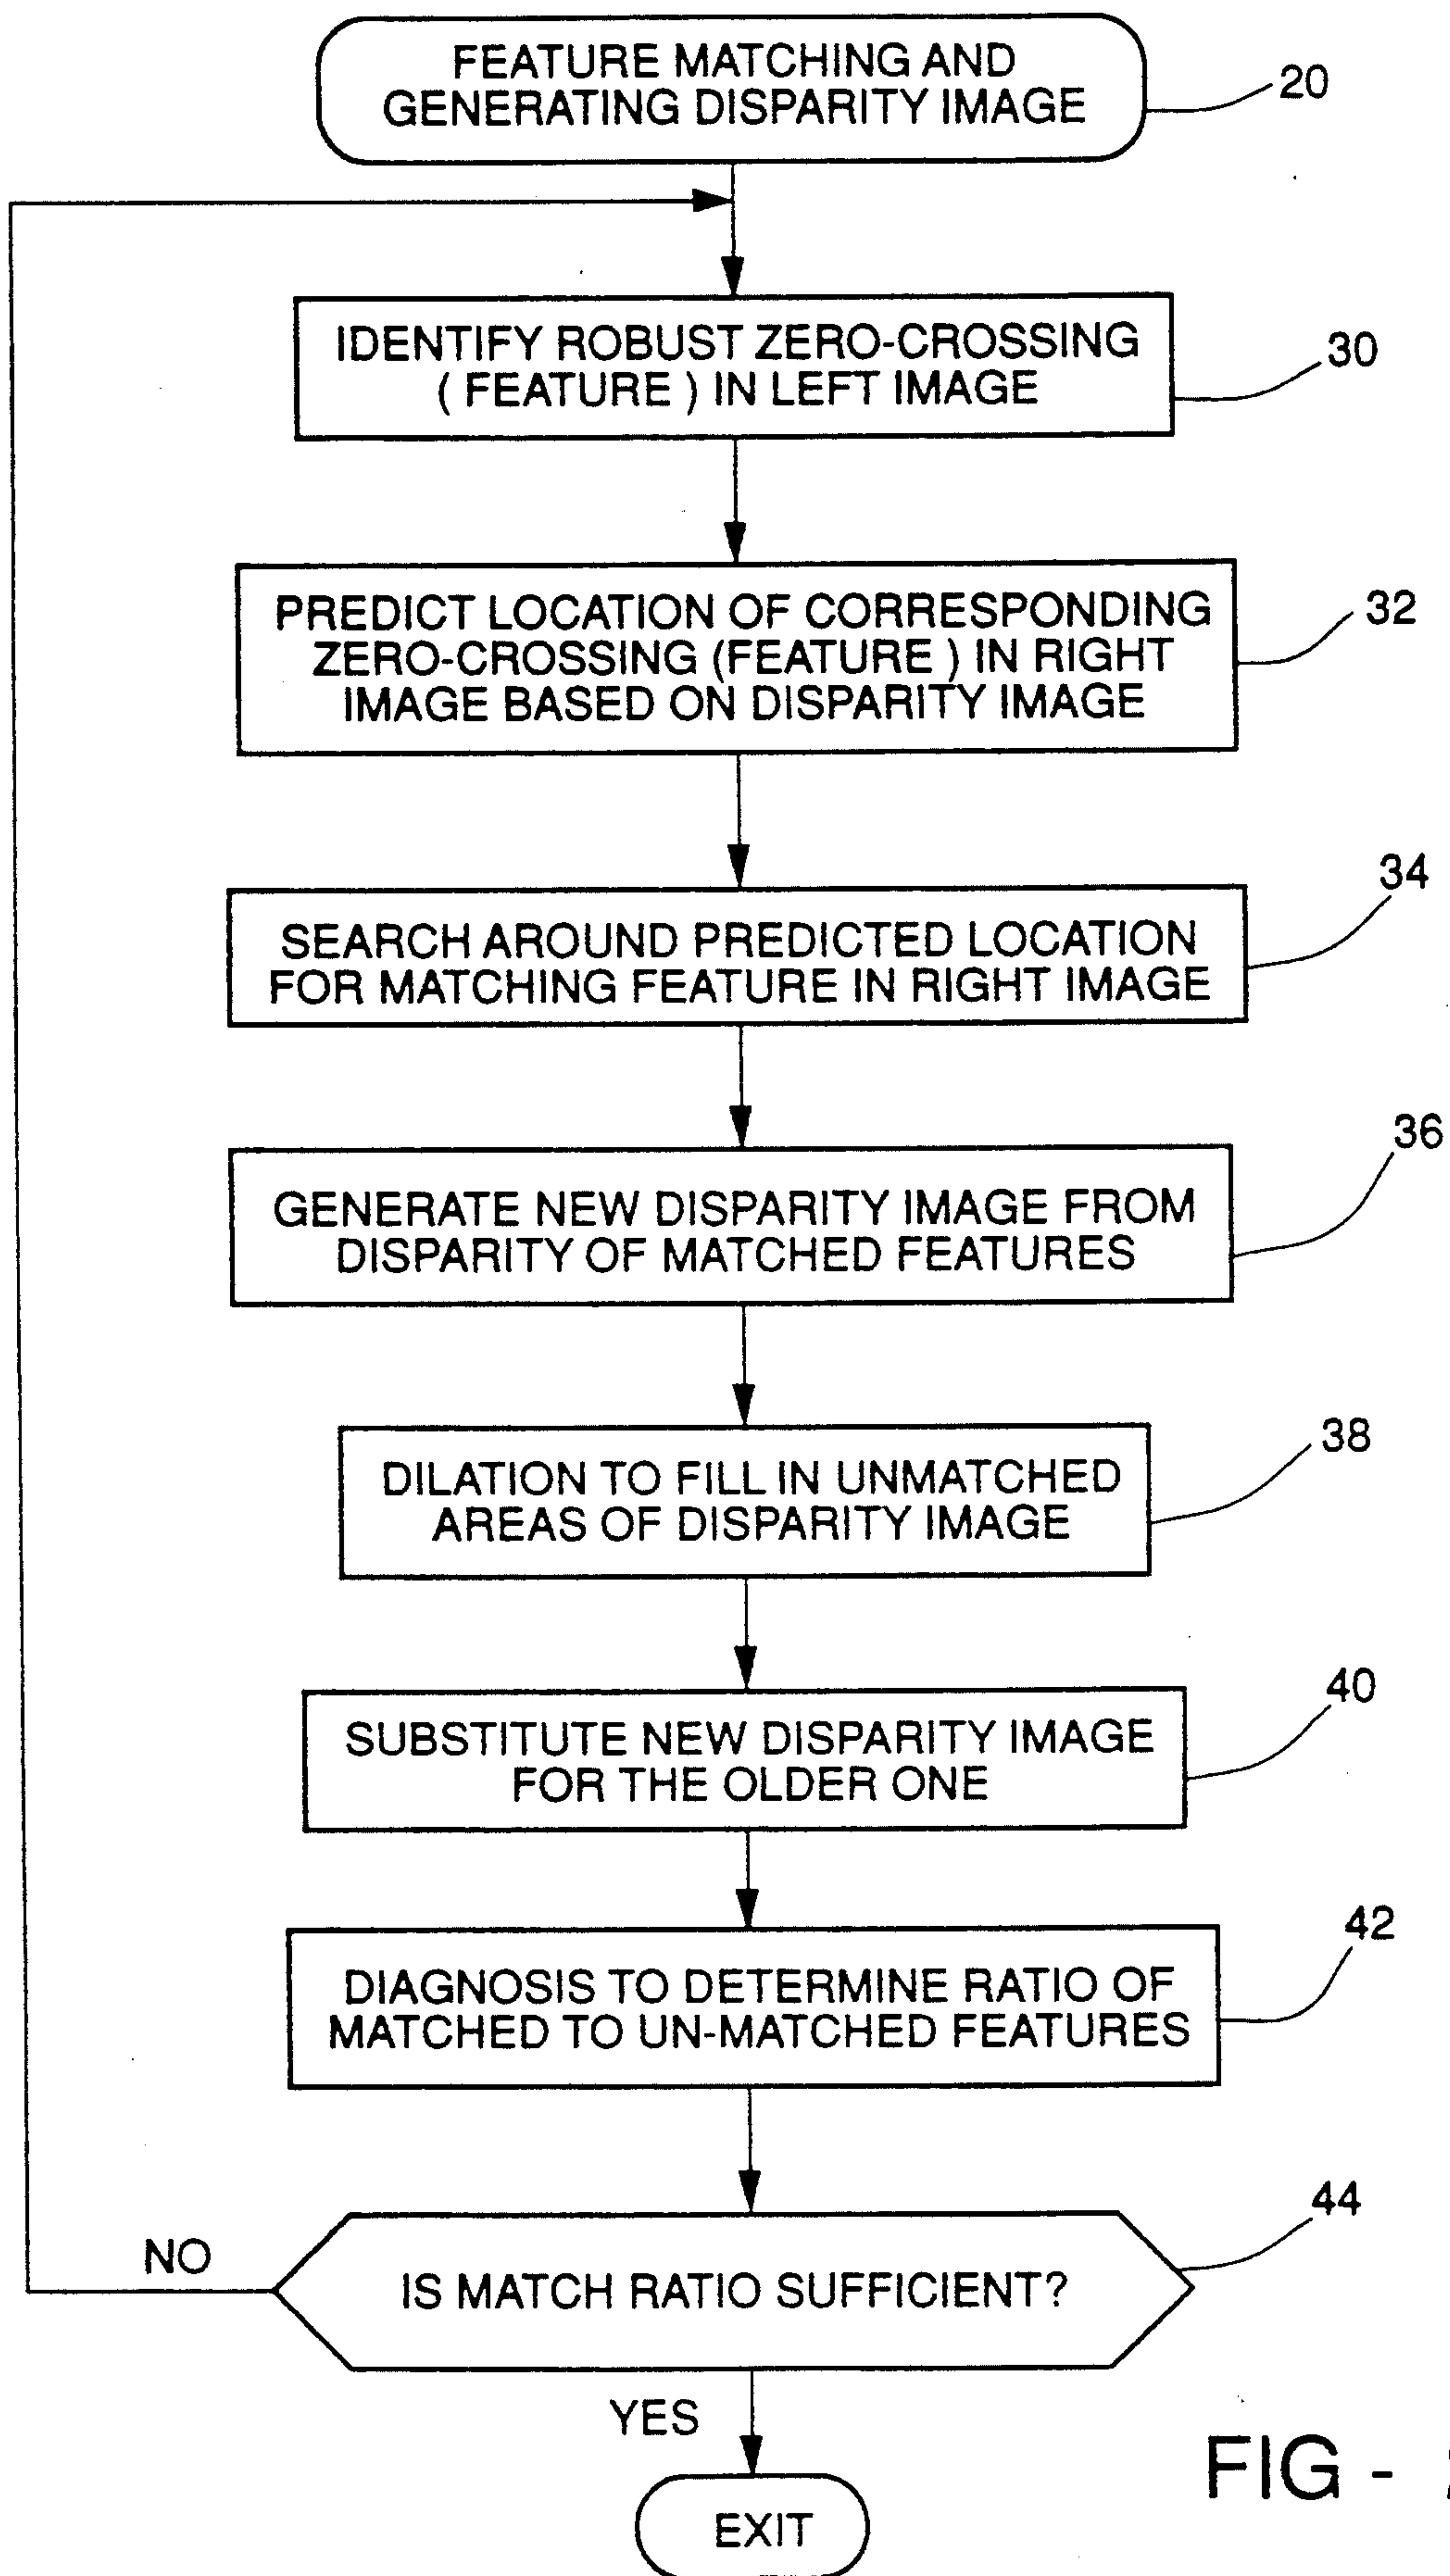 FEATURE MATCHING AND
GENERATING DISPARITY IMAGE
20
IDENTIFY ROBUST ZERO-CROSSING
( FEATURE ) IN LEFT IMAGE
30
PREDICT LOCATION OF CORRESPONDING
ZERO-CROSSING (FEATURE ) IN RIGHT
IMAGE BASED ON DISPARITY IMAGE
32
SEARCH AROUND PREDICTED LOCATION
FOR MATCHING FEATURE IN RIGHT IMAGE
34
GENERATE NEW DISPARITY IMAGE FROM
DISPARITY OF MATCHED FEATURES
36
DILATION TO FILL IN UNMATCHED
AREAS OF DISPARITY IMAGE
38
SUBSTITUTE NEW DISPARITY IMAGE
FOR THE OLDER ONE
40
DIAGNOSIS TO DETERMINE RATIO OF
MATCHED TO UN-MATCHED FEATURES
42
IS MATCH RATIO SUFFICIENT?
44
NO
YES
EXIT
FIG -